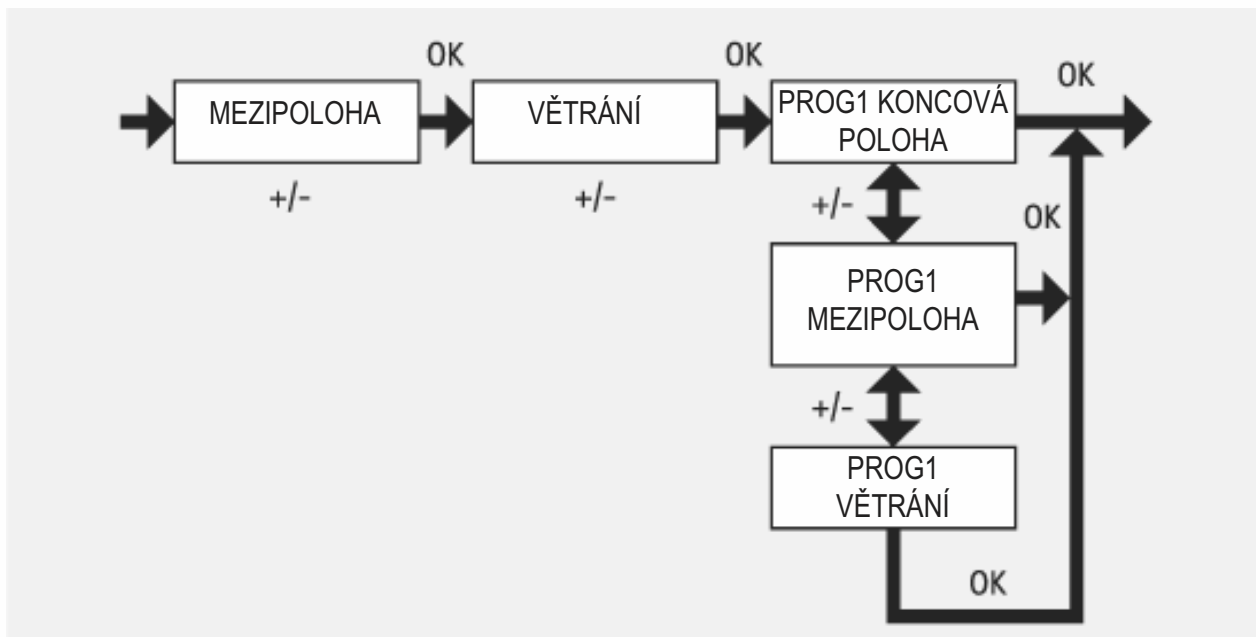 OK
OK
OK
MEZIPOLOHA
VĚTRÁNÍ
PROG1 KONCOVÁ
POLOHA
+/-
+/-
+/-
OK
PROG1
MEZIPOLOHA
+/-
PROG1
VĚTRÁNÍ
OK